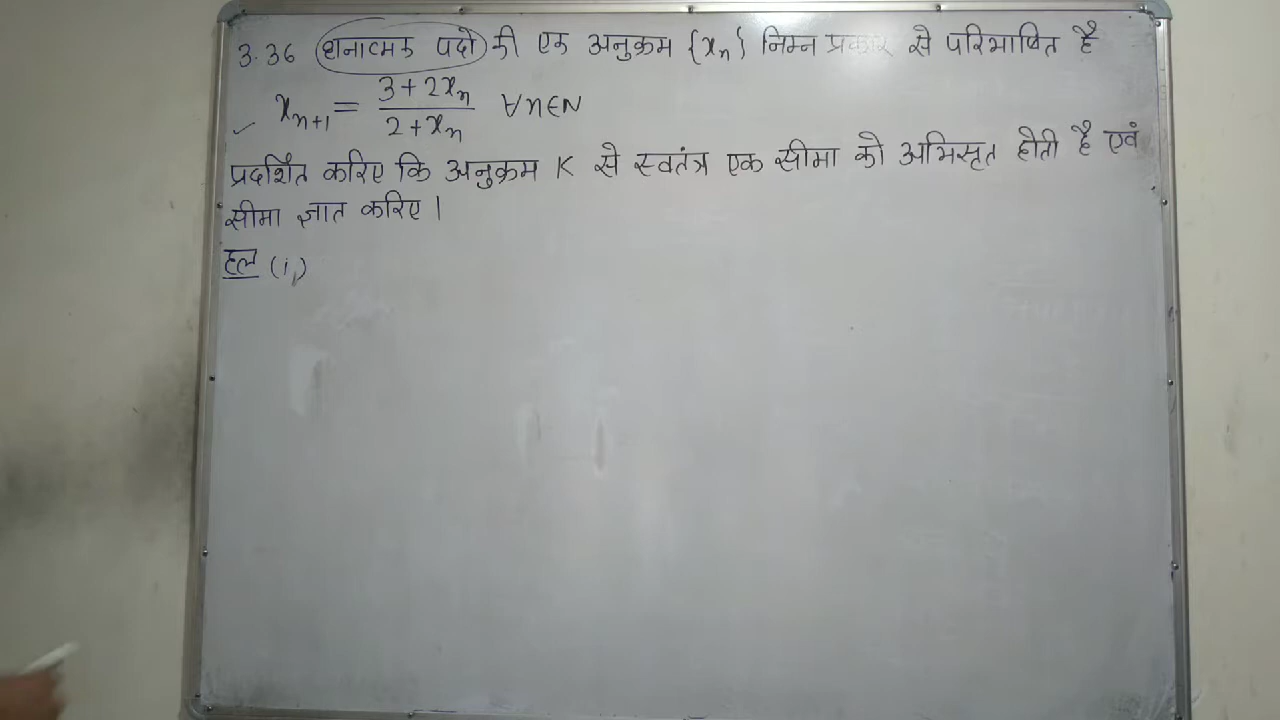 3.36 धनात्मक पदो की एक अनुक्रम {xₙ} निम्न प्रकार से परिभाषित है
xₙ₊₁ = (3 + 2xₙ)/(2 + xₙ) ∀n∈N
प्रदर्शित करिए कि अनुक्रम K से स्वतंत्र एक सीमा को अभिसृत होती है एवं
सीमा ज्ञात करिए ।
हल (i)